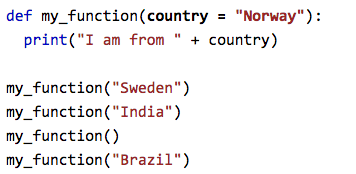 def my_function(country = "Norway"):
  print("I am from " + country)

my_function("Sweden")
my_function("India")
my_function()
my_function("Brazil")